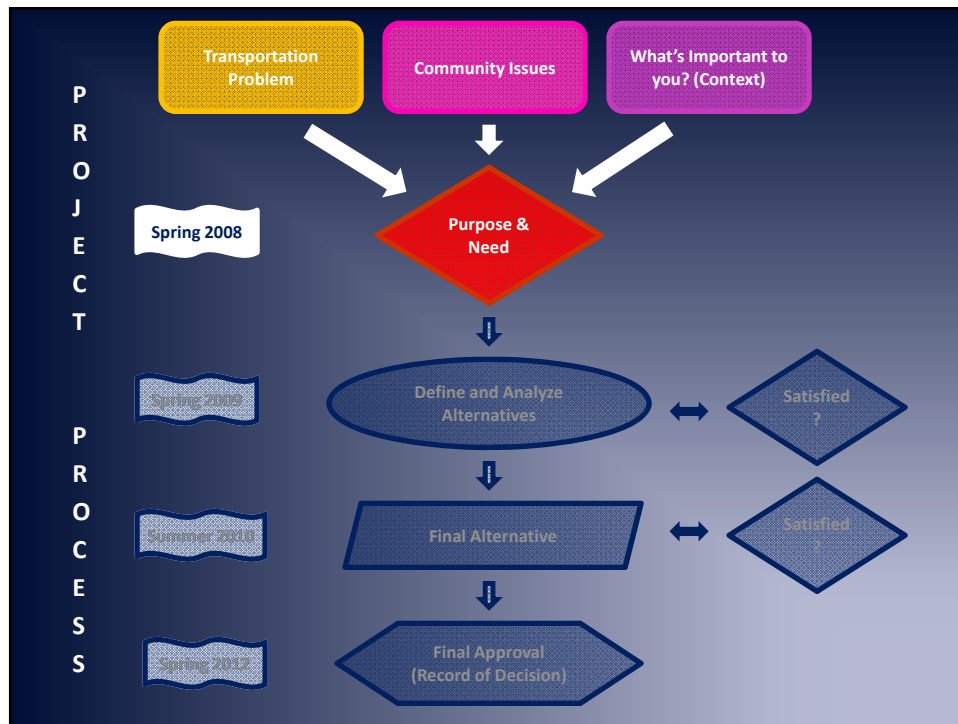 Transportation
Problem
Community Issues
What's Important to
you? (Context)
P
R
O
J
E
C
T
P
R
O
C
E
S
S
Spring 2008
Purpose &
Need
Spring 2009
Define and Analyze
Alternatives
Satisfied
?
Summer 2010
Final Alternative
Satisfied
?
Spring 2012
Final Approval
(Record of Decision)